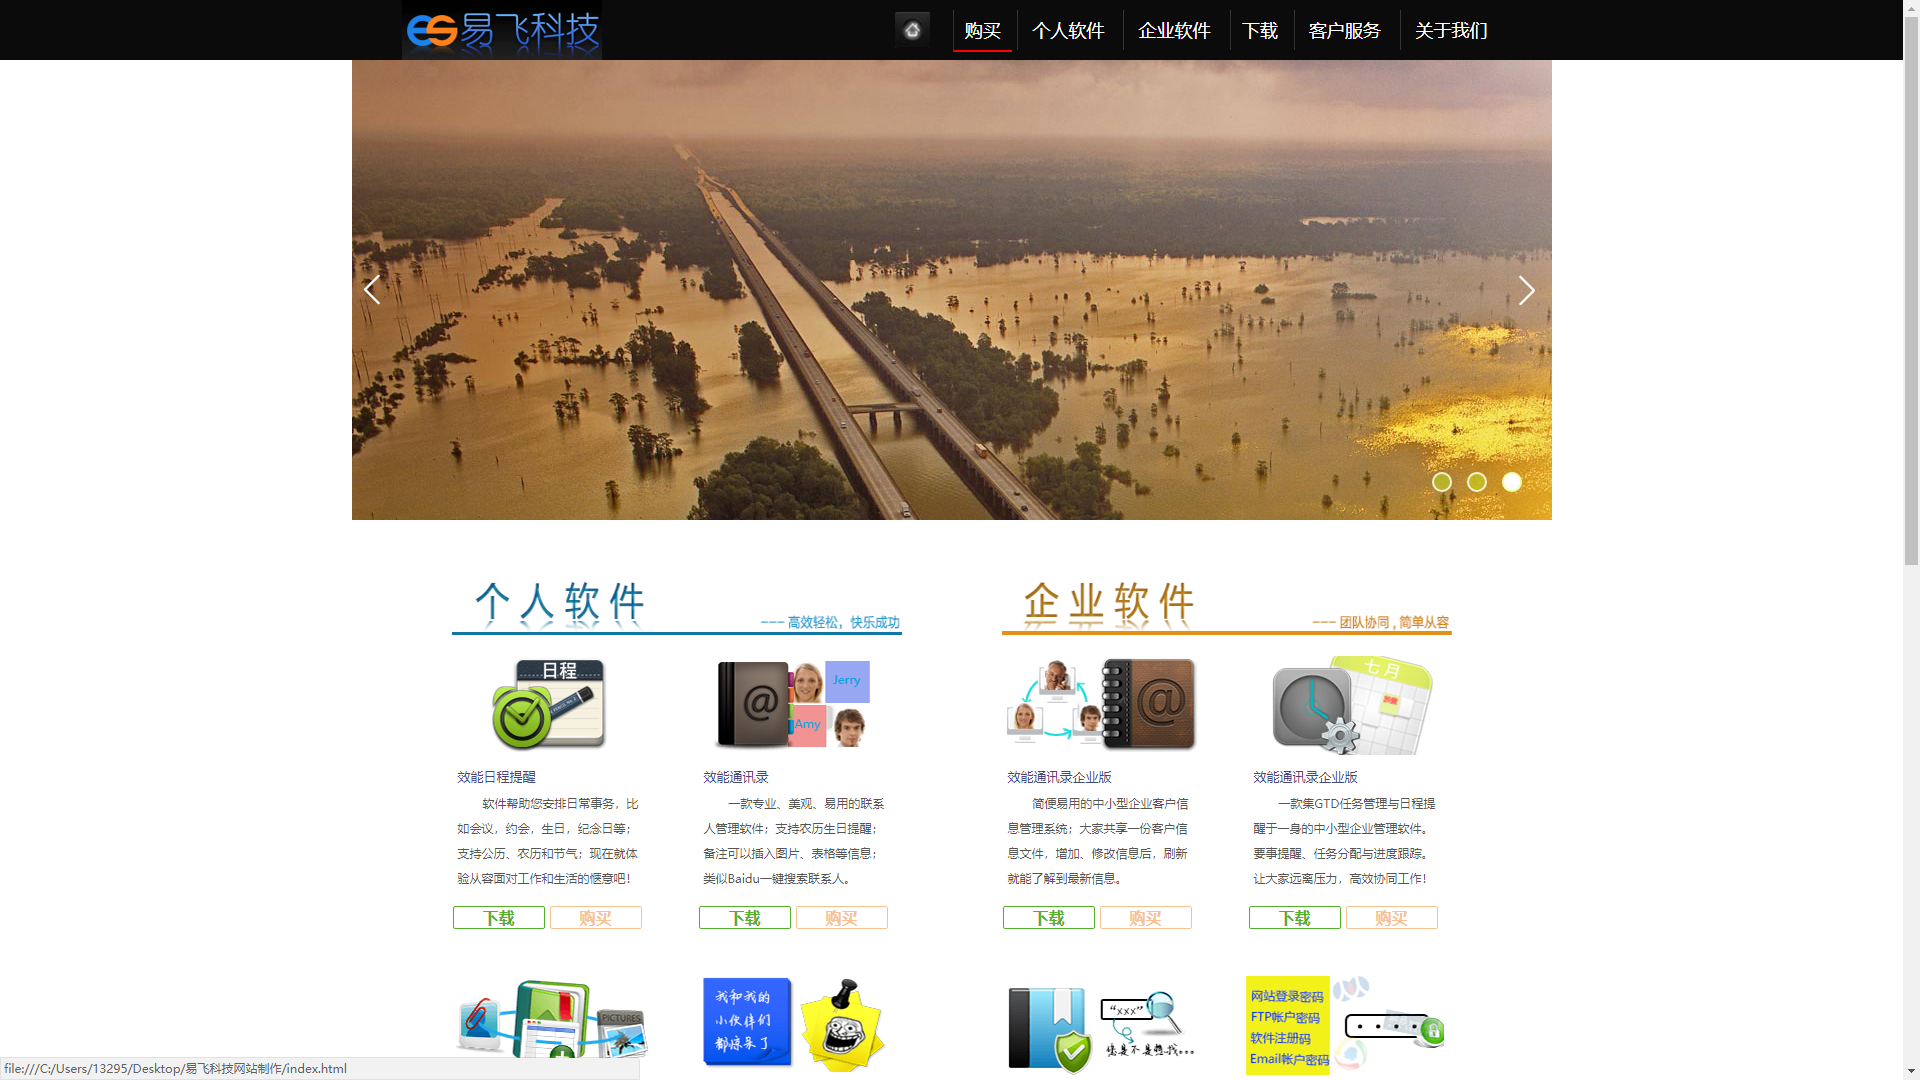 易飞科技
购买 个人软件 企业软件 下载 客户服务 关于我们
个人软件
--- 高效轻松，快乐成功
企业软件
--- 团队协同，简单从容
日程
@
Jerry
Amy
@
七月
效能日程提醒
软件帮助您安排日常事务，比
如会议，约会，生日，纪念日等；
支持公历、农历和节气；现在就体
验从容面对工作和生活的惬意吧！
下载 购买
效能通讯录
一款专业、美观、易用的联系
人管理软件；支持农历生日提醒；
备注可以插入图片、表格等信息；
类似Baidu一键搜索联系人。
下载 购买
效能通讯录企业版
简便易用的中小型企业客户信
息管理系统；大家共享一份客户信
息文件，增加、修改信息后，刷新
就能了解到最新信息。
下载 购买
效能通讯录企业版
一款集GTD任务管理与日程提
醒于一身的中小型企业管理软件。
要事提醒、任务分配与进度跟踪。
让大家远离压力，高效协同工作！
下载 购买
PICTURES
我和我的
小伙伴们
都惊呆了
“xxx”
您是不是想找...
网站登录密码
FTP帐户密码
软件注册码
Email帐户密码
file:///C:/Users/13295/Desktop/易飞科技网站制作/index.html